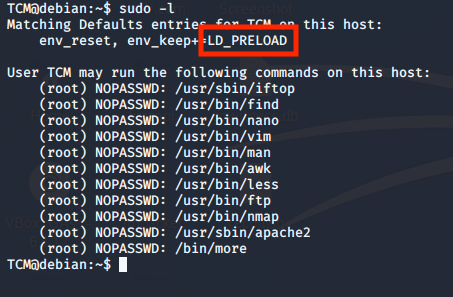 TCM@debian:~$ sudo -l
Matching Defaults entries for TCM on this host:
    env_reset, env_keep+=LD_PRELOAD

User TCM may run the following commands on this host:
    (root) NOPASSWD: /usr/sbin/iftop
    (root) NOPASSWD: /usr/bin/find
    (root) NOPASSWD: /usr/bin/nano
    (root) NOPASSWD: /usr/bin/vim
    (root) NOPASSWD: /usr/bin/man
    (root) NOPASSWD: /usr/bin/awk
    (root) NOPASSWD: /usr/bin/less
    (root) NOPASSWD: /usr/bin/ftp
    (root) NOPASSWD: /usr/bin/nmap
    (root) NOPASSWD: /usr/sbin/apache2
    (root) NOPASSWD: /bin/more
TCM@debian:~$